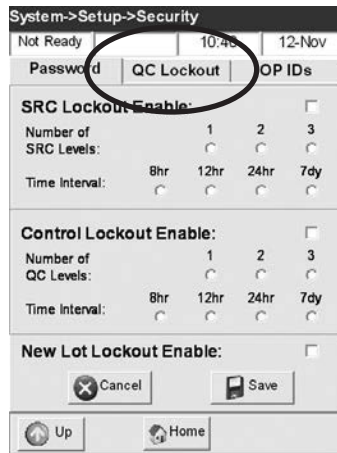 System->Setup->Security
Not Ready 10:46 12-Nov
Password QC Lockout OP IDs
SRC Lockout Enable:
Number of 1 2 3
SRC Levels:
8hr 12hr 24hr 7dy
Time Interval:
Control Lockout Enable:
Number of 1 2 3
QC Levels:
8hr 12hr 24hr 7dy
Time Interval:
New Lot Lockout Enable:
Cancel Save
Up Home